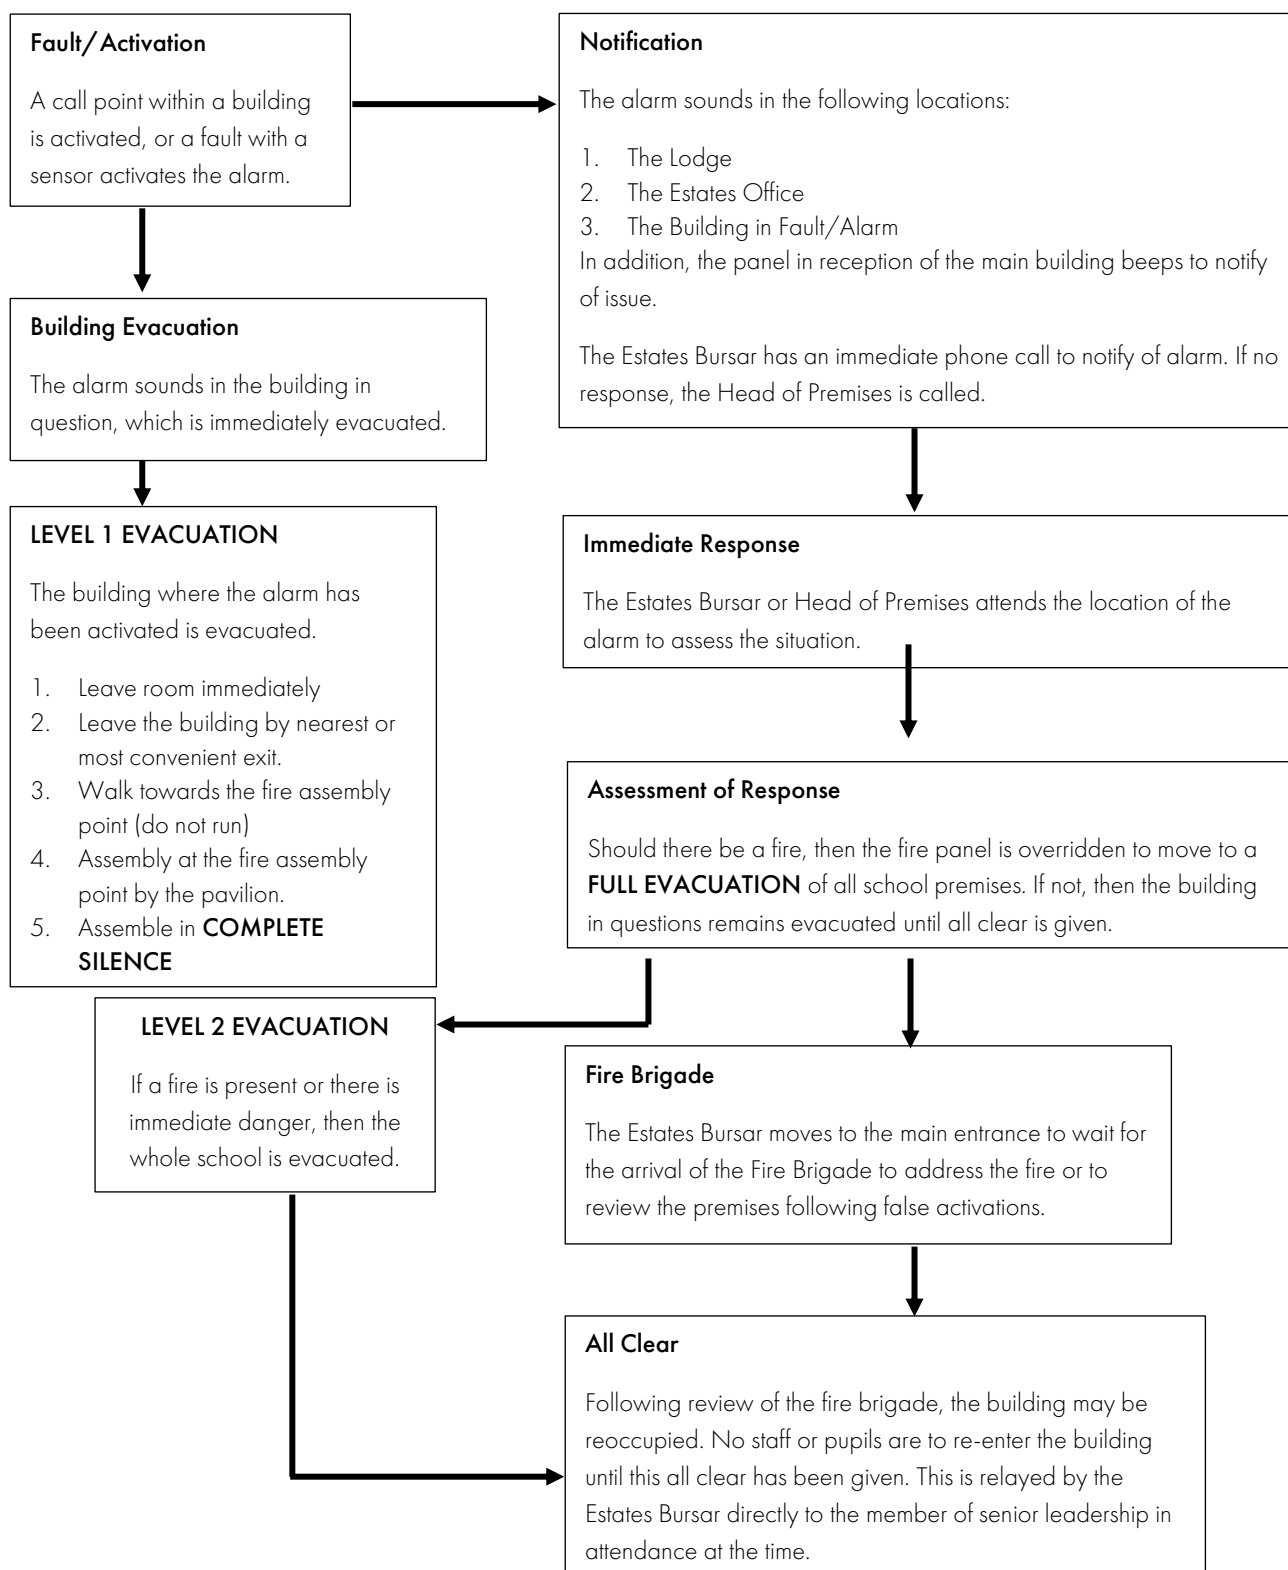 Fault/Activation
A call point within a building
is activated, or a fault with a
sensor activates the alarm.
Notification
The alarm sounds in the following locations:
1. The Lodge
2. The Estates Office
3. The Building in Fault/Alarm
In addition, the panel in reception of the main building beeps to notify
of issue.
The Estates Bursar has an immediate phone call to notify of alarm. If no
response, the Head of Premises is called.
Building Evacuation
The alarm sounds in the building in
question, which is immediately evacuated.
LEVEL 1 EVACUATION
The building where the alarm has
been activated is evacuated.
1. Leave room immediately
2. Leave the building by nearest or
most convenient exit.
3. Walk towards the fire assembly
point (do not run)
4. Assembly at the fire assembly
point by the pavilion.
5. Assemble in COMPLETE
SILENCE
Immediate Response
The Estates Bursar or Head of Premises attends the location of the
alarm to assess the situation.
Assessment of Response
Should there be a fire, then the fire panel is overridden to move to a
FULL EVACUATION of all school premises. If not, then the building
in questions remains evacuated until all clear is given.
LEVEL 2 EVACUATION
If a fire is present or there is
immediate danger, then the
whole school is evacuated.
Fire Brigade
The Estates Bursar moves to the main entrance to wait for
the arrival of the Fire Brigade to address the fire or to
review the premises following false activations.
All Clear
Following review of the fire brigade, the building may be
reoccupied. No staff or pupils are to re-enter the building
until this all clear has been given. This is relayed by the
Estates Bursar directly to the member of senior leadership in
attendance at the time.